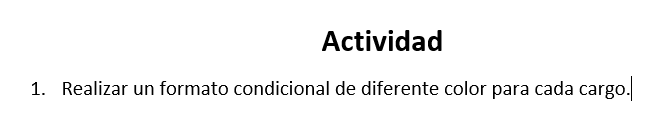 Actividad
1. Realizar un formato condicional de diferente color para cada cargo.